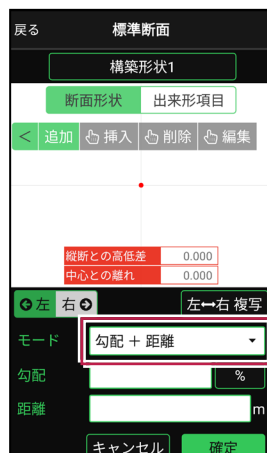 戻る 標準断面
構築形状1
断面形状 出来形項目
< 追加 挿入 削除 編集
縦断との高低差 0.000
中心との離れ 0.000
左 右 左↔右 複写
モード 勾配 + 距離
勾配 %
距離 m
キャンセル 確定